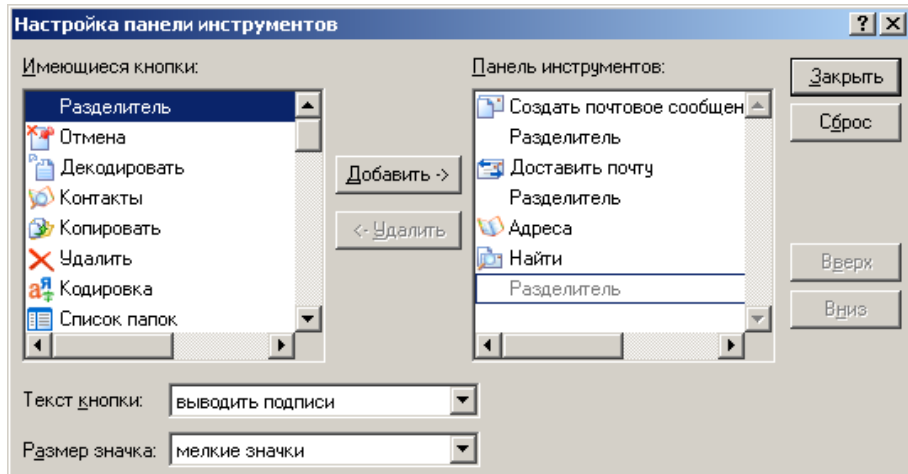 Настройка панели инструментов
Имеющиеся кнопки:
Разделитель
Отмена
Декодировать
Контакты
Копировать
Удалить
Кодировка
Список папок
Добавить ->
<- Удалить
Панель инструментов:
Создать почтовое сообщен
Разделитель
Доставить почту
Разделитель
Адреса
Найти
Разделитель
Закрыть
Сброс
Вверх
Вниз
Текст кнопки: выводить подписи
Размер значка: мелкие значки